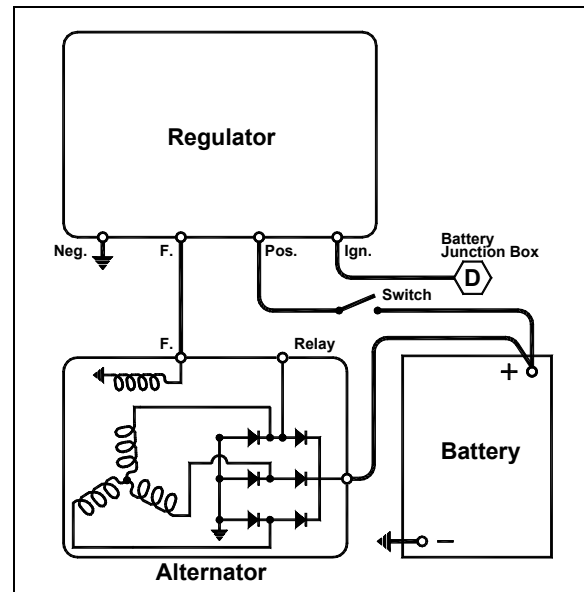 Regulator
Neg.
F.
Pos.
Ign.
Battery
Junction Box
D
Switch
F.
Relay
+
Battery
−
Alternator